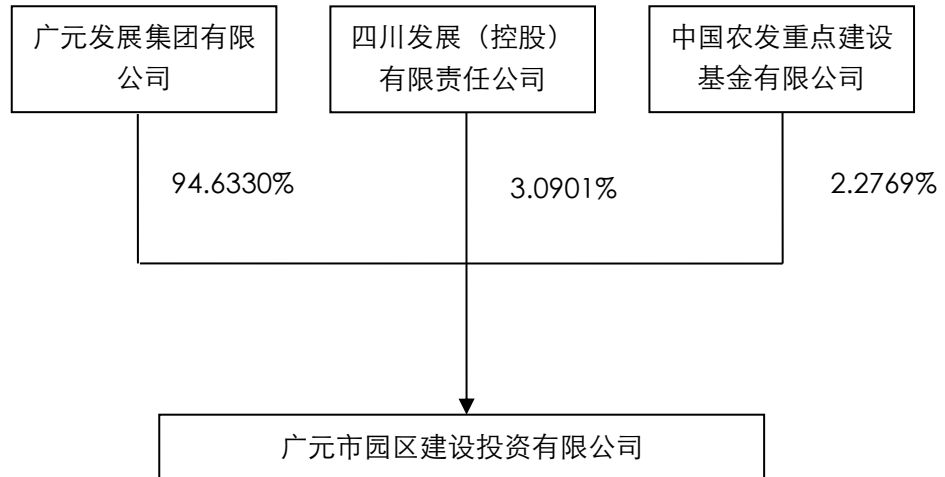 广元发展集团有限
公司
四川发展（控股）
有限责任公司
中国农发重点建设
基金有限公司
94.6330%
3.0901%
2.2769%
广元市园区建设投资有限公司